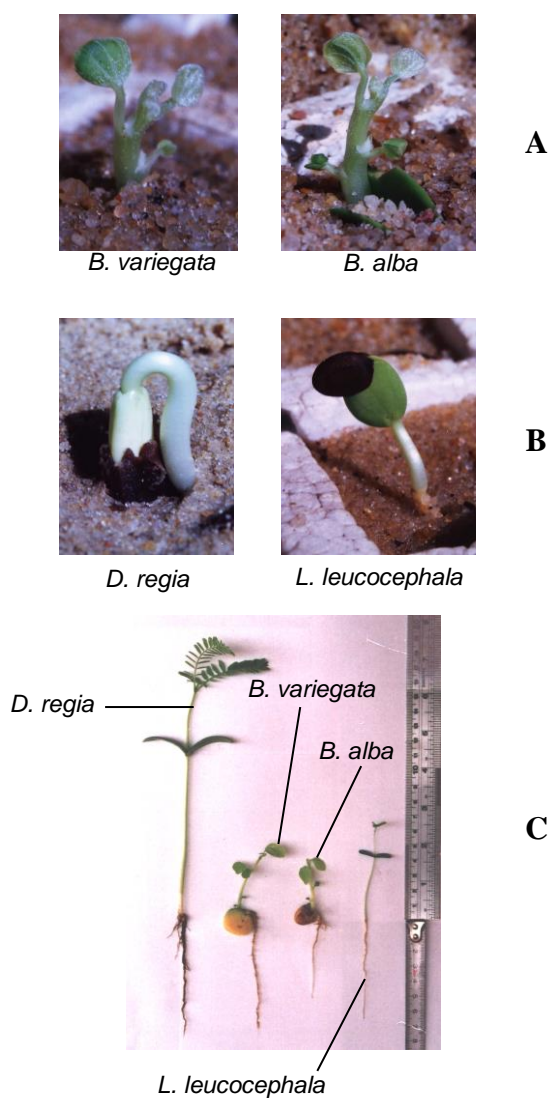 A
B. variegata
B. alba
B
D. regia
L. leucocephala
B. variegata
D. regia
B. alba
C
L. leucocephala